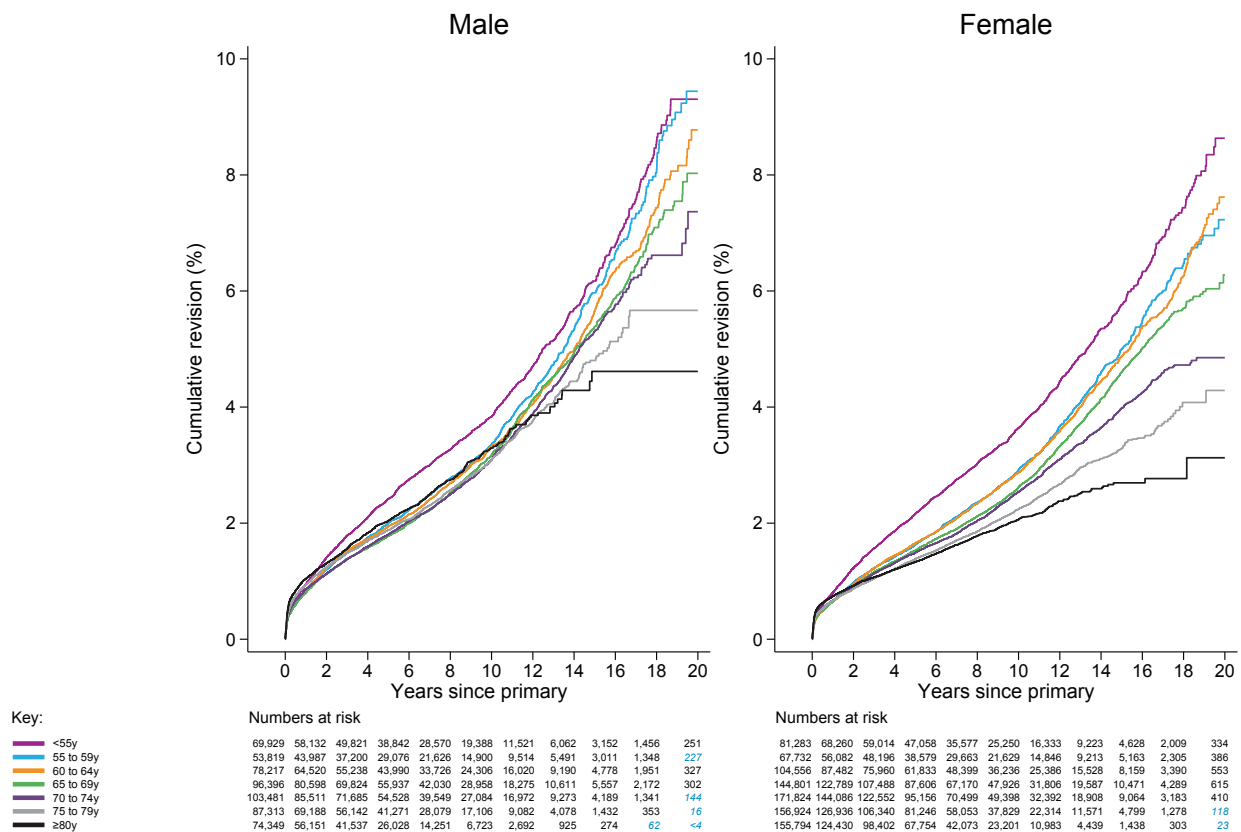 Male Female
10 10
8 8
6 6
4 4
2 2
0 0
Cumulative revision (%) Cumulative revision (%)
0 2 4 6 8 10 12 14 16 18 20 0 2 4 6 8 10 12 14 16 18 20
Years since primary Years since primary
Key: Numbers at risk Numbers at risk
<55y 69,929 58,132 49,821 38,842 28,570 19,388 11,521 6,062 3,152 1,456 251 81,283 68,260 59,014 47,058 35,577 25,250 16,333 9,223 4,628 2,009 334
55 to 59y 53,819 43,987 37,200 29,076 21,626 14,900 9,514 5,491 3,011 1,348 227 67,732 56,082 48,196 38,579 29,663 21,629 14,846 9,213 5,163 2,305 386
60 to 64y 78,217 64,520 55,238 43,990 33,726 24,306 16,020 9,190 4,778 1,951 327 104,556 87,482 75,960 61,833 48,399 36,236 25,386 15,528 8,159 3,390 553
65 to 69y 96,396 80,598 69,824 55,937 42,030 28,958 18,275 10,611 5,557 2,172 302 144,801 122,789 107,488 87,606 67,170 47,926 31,806 19,587 10,471 4,289 615
70 to 74y 103,481 85,511 71,685 54,528 39,549 27,084 16,972 9,273 4,189 1,341 144 171,824 144,086 122,552 95,156 70,499 49,398 32,392 18,908 9,064 3,183 410
75 to 79y 87,313 69,188 56,142 41,271 28,079 17,106 9,082 4,078 1,432 353 16 156,924 126,936 106,340 81,246 58,053 37,829 22,314 11,571 4,799 1,278 118
≥80y 74,349 56,151 41,537 26,028 14,251 6,723 2,692 925 274 62 <4 155,794 124,430 98,402 67,754 42,073 23,201 10,983 4,439 1,438 303 23